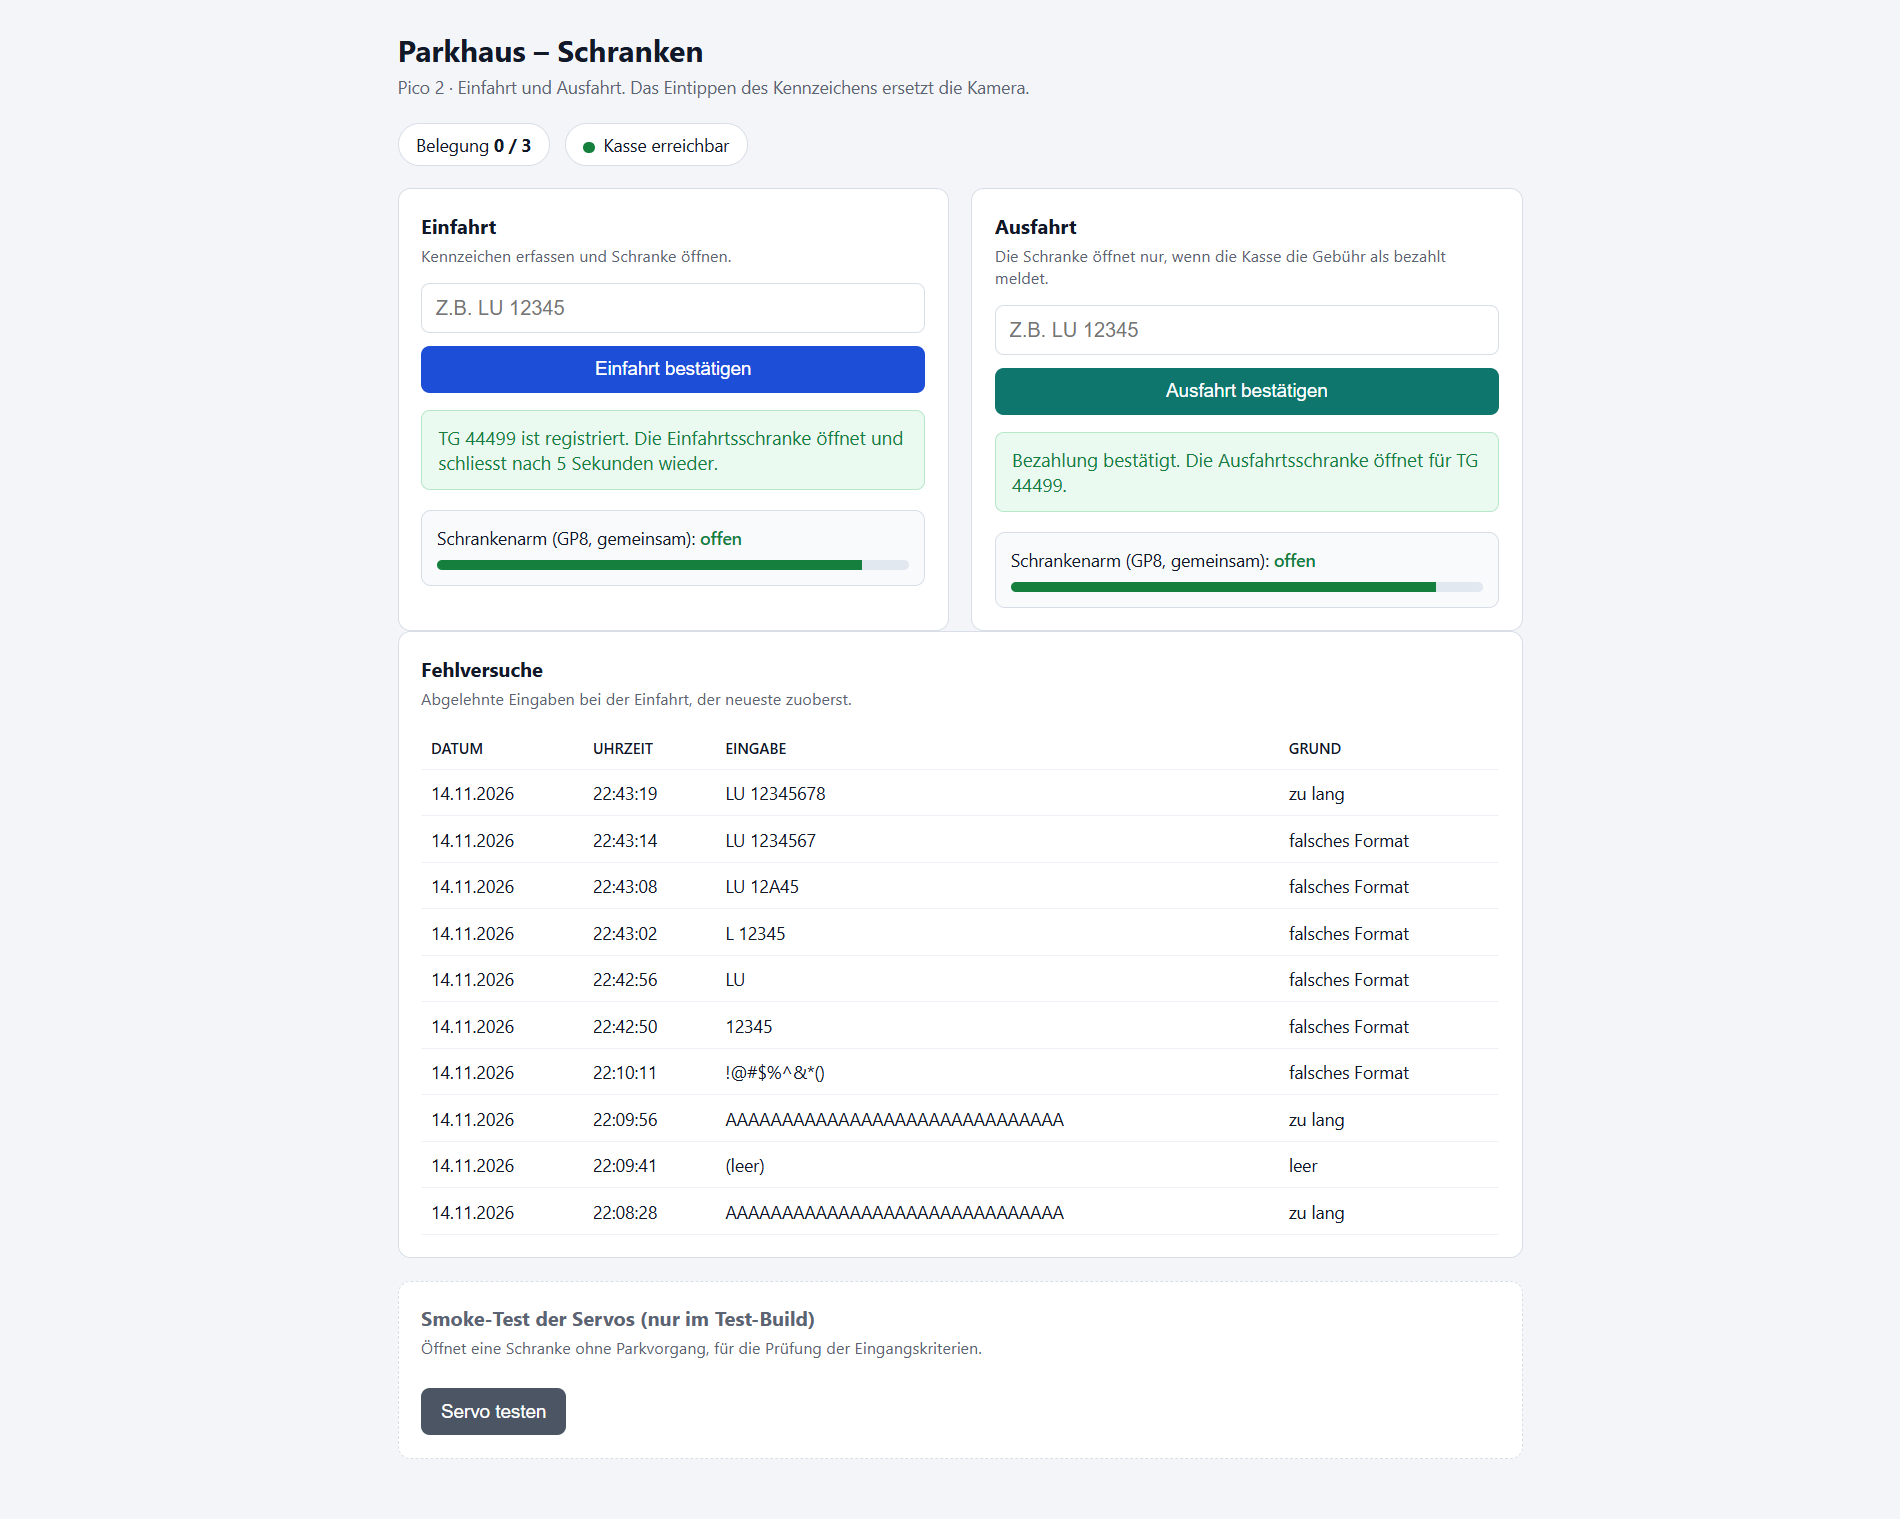 Parkhaus – Schranken
Pico 2 · Einfahrt und Ausfahrt. Das Eintippen des Kennzeichens ersetzt die Kamera.
Belegung 0 / 3
Kasse erreichbar
Einfahrt
Kennzeichen erfassen und Schranke öffnen.
Z.B. LU 12345
Einfahrt bestätigen
TG 44499 ist registriert. Die Einfahrtsschranke öffnet und
schliesst nach 5 Sekunden wieder.
Schrankenarm (GP8, gemeinsam): offen
Ausfahrt
Die Schranke öffnet nur, wenn die Kasse die Gebühr als bezahlt
meldet.
Z.B. LU 12345
Ausfahrt bestätigen
Bezahlung bestätigt. Die Ausfahrtsschranke öffnet für TG
44499.
Schrankenarm (GP8, gemeinsam): offen
Fehlversuche
Abgelehnte Eingaben bei der Einfahrt, der neueste zuoberst.
DATUM UHRZEIT EINGABE GRUND
14.11.2026 22:43:19 LU 12345678 zu lang
14.11.2026 22:43:14 LU 1234567 falsches Format
14.11.2026 22:43:08 LU 12A45 falsches Format
14.11.2026 22:43:02 L 12345 falsches Format
14.11.2026 22:42:56 LU falsches Format
14.11.2026 22:42:50 12345 falsches Format
14.11.2026 22:10:11 !@#$%^&*() falsches Format
14.11.2026 22:09:56 AAAAAAAAAAAAAAAAAAAAAAAAAAAAAA zu lang
14.11.2026 22:09:41 (leer) leer
14.11.2026 22:08:28 AAAAAAAAAAAAAAAAAAAAAAAAAAAAAA zu lang
Smoke-Test der Servos (nur im Test-Build)
Öffnet eine Schranke ohne Parkvorgang, für die Prüfung der Eingangskriterien.
Servo testen